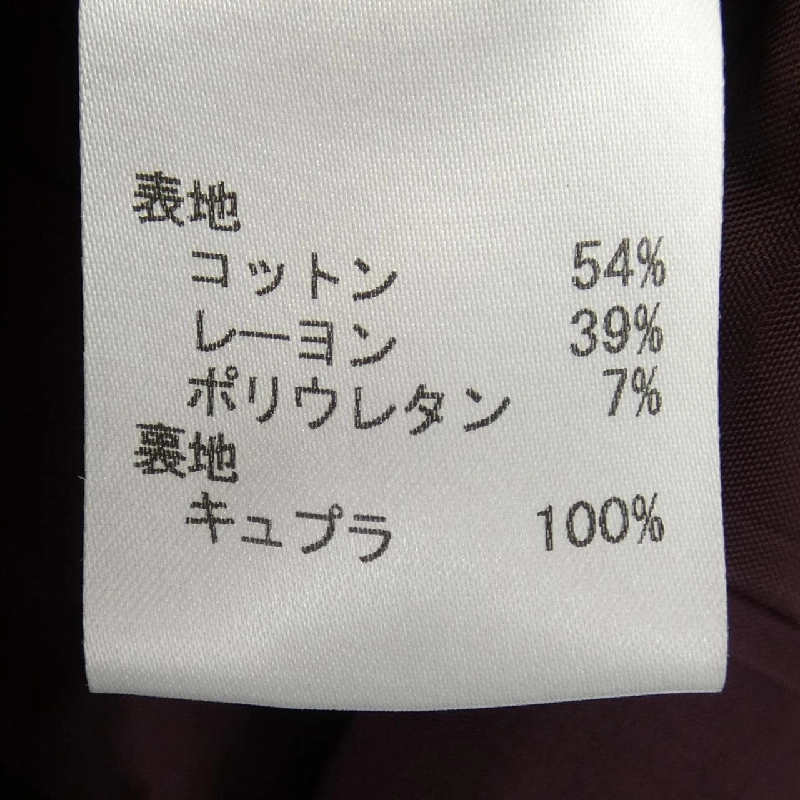 表地
コットン 54%
レーヨン 39%
ポリウレタン 7%
裏地
キュプラ 100%